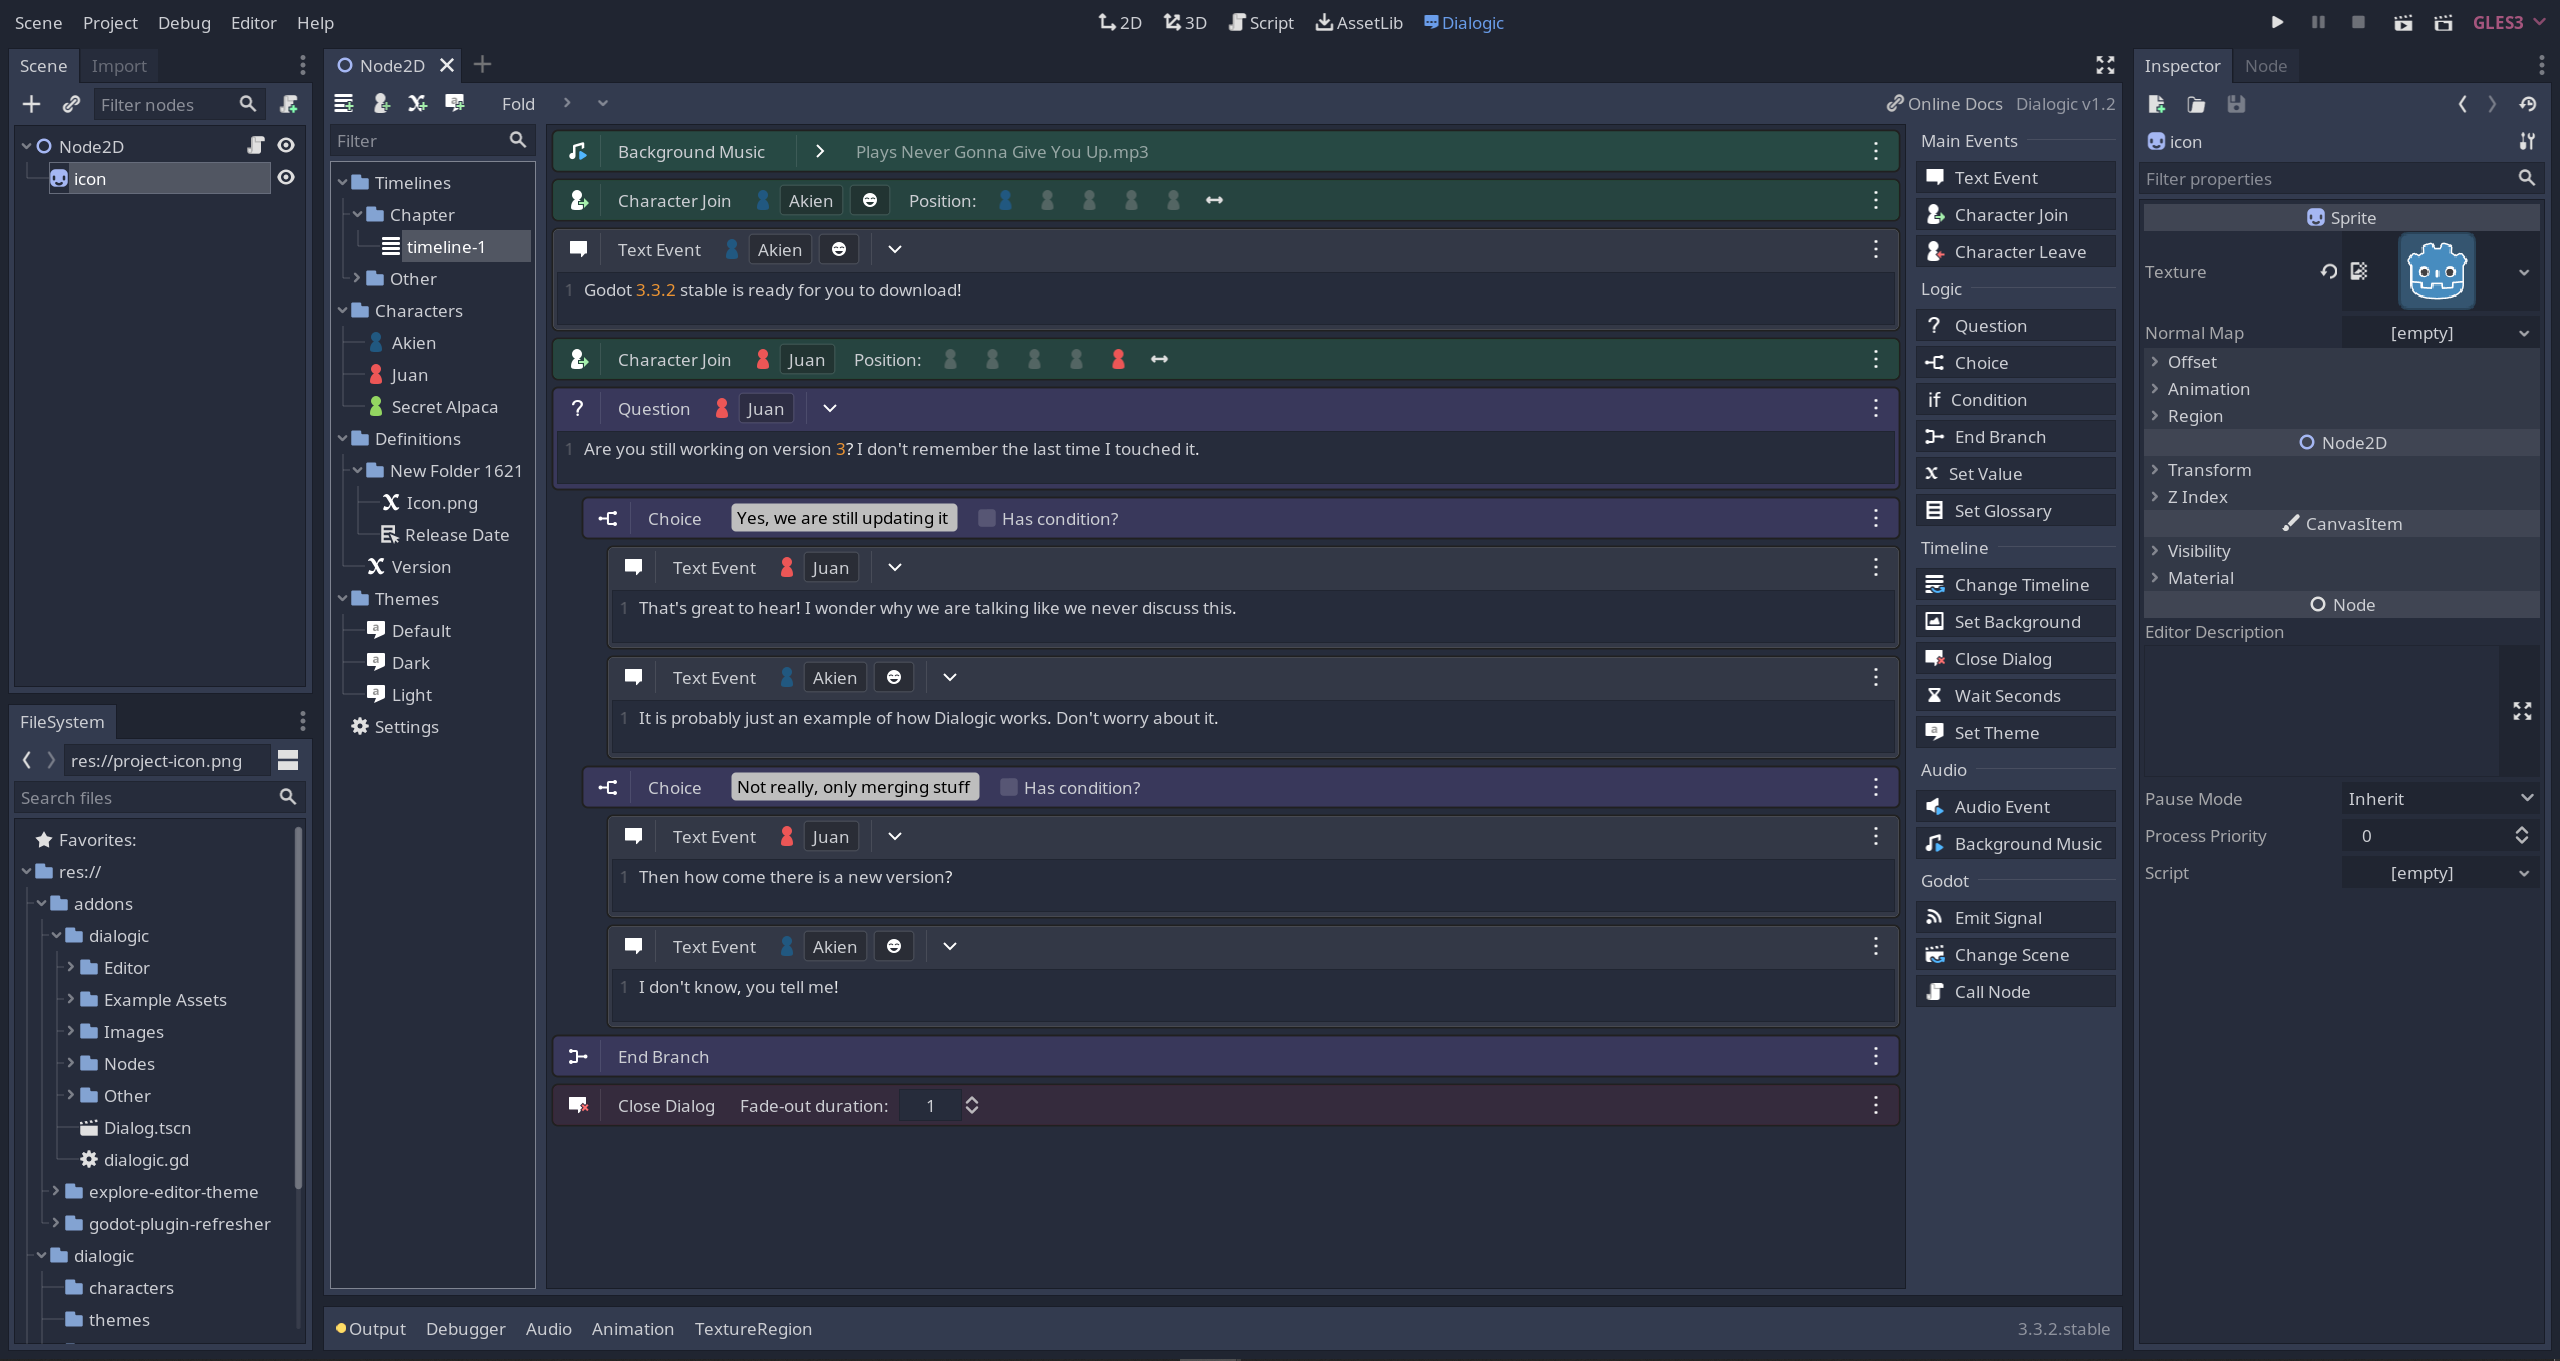 Scene Project Debug Editor Help
2D 3D Script AssetLib Dialogic
GLES3
Scene Import
Filter nodes
Node2D
icon
FileSystem
res://project-icon.png
Search files
Favorites:
res://
addons
dialogic
Editor
Example Assets
Images
Nodes
Other
Dialog.tscn
dialogic.gd
explore-editor-theme
godot-plugin-refresher
dialogic
characters
themes
Node2D
Fold
Online Docs Dialogic v1.2
Filter
Timelines
Chapter
timeline-1
Other
Characters
Akien
Juan
Secret Alpaca
Definitions
New Folder 1621
Icon.png
Release Date
Version
Themes
Default
Dark
Light
Settings
Background Music Plays Never Gonna Give You Up.mp3
Character Join Akien Position:
Text Event Akien
1 Godot 3.3.2 stable is ready for you to download!
Character Join Juan Position:
? Question Juan
1 Are you still working on version 3? I don't remember the last time I touched it.
Choice Yes, we are still updating it Has condition?
Text Event Juan
1 That's great to hear! I wonder why we are talking like we never discuss this.
Text Event Akien
1 It is probably just an example of how Dialogic works. Don't worry about it.
Choice Not really, only merging stuff Has condition?
Text Event Juan
1 Then how come there is a new version?
Text Event Akien
1 I don't know, you tell me!
End Branch
Close Dialog Fade-out duration: 1
Main Events
Text Event
Character Join
Character Leave
Logic
? Question
Choice
if Condition
End Branch
Set Value
Set Glossary
Timeline
Change Timeline
Set Background
Close Dialog
Wait Seconds
Set Theme
Audio
Audio Event
Background Music
Godot
Emit Signal
Change Scene
Call Node
Output Debugger Audio Animation TextureRegion
3.3.2.stable
Inspector Node
icon
Filter properties
Sprite
Texture
Normal Map [empty]
Offset
Animation
Region
Node2D
Transform
Z Index
CanvasItem
Visibility
Material
Node
Editor Description
Pause Mode Inherit
Process Priority 0
Script [empty]